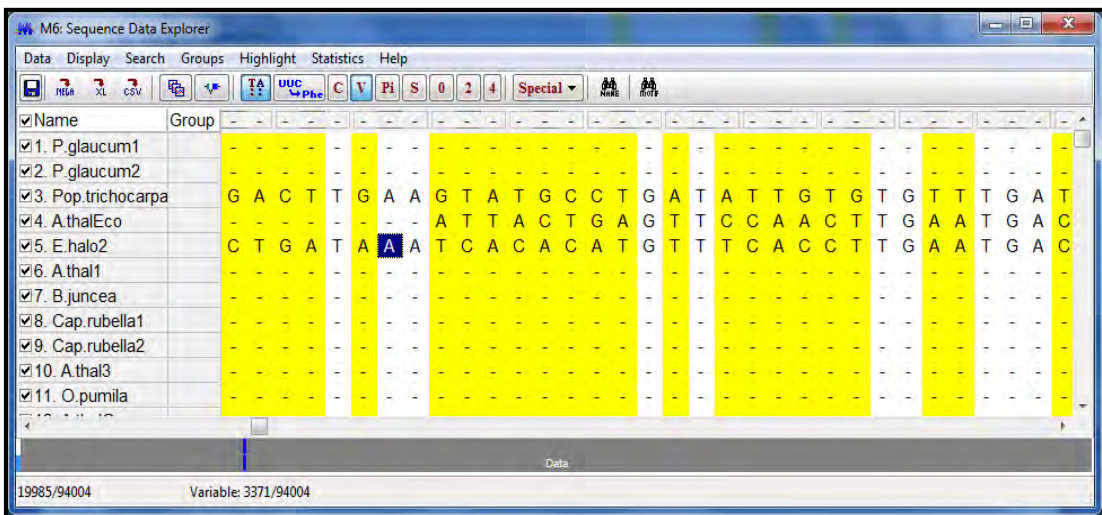 M6: Sequence Data Explorer
Data Display Search Groups Highlight Statistics Help
MEGA XL CSV TA UUC Phe C V Pi S 0 2 4 Special NAME MOTIF
Name Group - - - - - - - - - - - - - - - - - - - - - - - - - - - - - - - - -
1. P.glaucum1 - - - - - - - - - - - - - - - - - - - - - - - - - - - - - - - - -
2. P.glaucum2 - - - - - - - - - - - - - - - - - - - - - - - - - - - - - - - - -
3. Pop.trichocarpa G A C T T G A A G T A T G C C T G A T A T T G T G T G T T T G A T
4. A.thalEco - - - - - - - - A T T A C T G A G T T C C A A C T T G A A T G A C
5. E.halo2 C T G A T A A A T C A C A C A T G T T T C A C C T T G A A T G A C
6. A.thal1 - - - - - - - - - - - - - - - - - - - - - - - - - - - - - - - - -
7. B.juncea - - - - - - - - - - - - - - - - - - - - - - - - - - - - - - - - -
8. Cap.rubella1 - - - - - - - - - - - - - - - - - - - - - - - - - - - - - - - - -
9. Cap.rubella2 - - - - - - - - - - - - - - - - - - - - - - - - - - - - - - - - -
10. A.thal3 - - - - - - - - - - - - - - - - - - - - - - - - - - - - - - - - -
11. O.pumila - - - - - - - - - - - - - - - - - - - - - - - - - - - - - - - - -
Data
19985/94004 Variable: 3371/94004